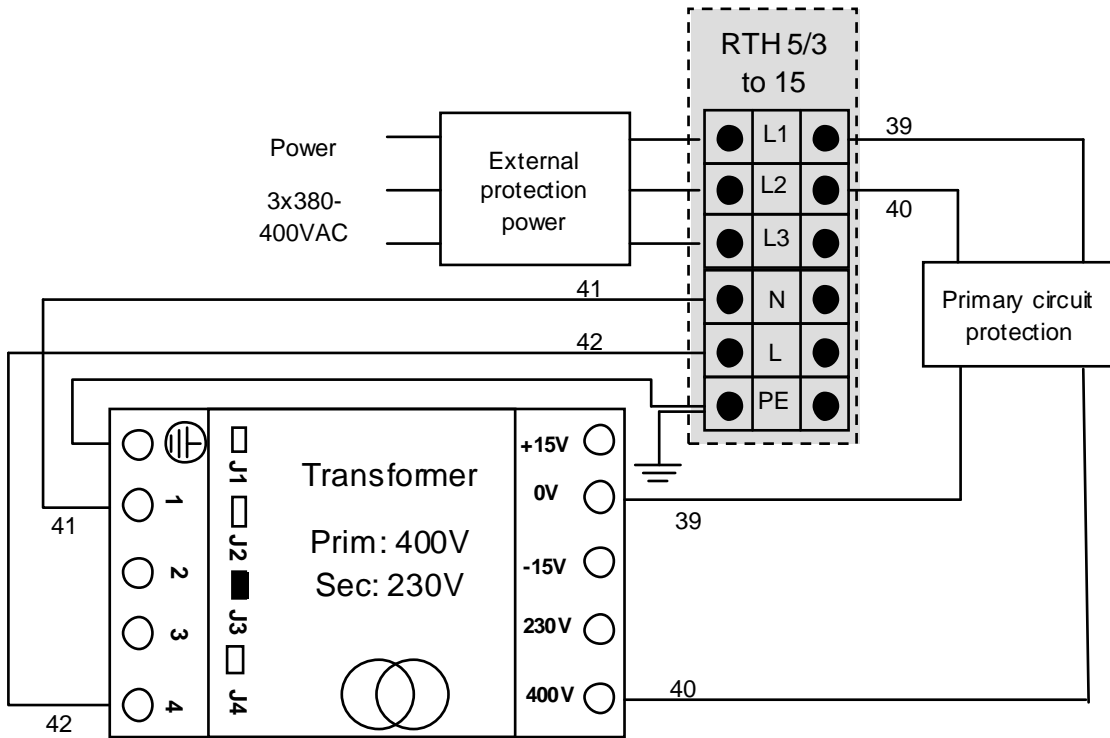 RTH 5/3
to 15
Power
3x380-
400VAC
External
protection
power
L1
L2
L3
N
L
PE
39
40
41
42
Primary circuit
protection
1
2
3
4
41
42
J1
J2
J3
J4
Transformer
Prim: 400V
Sec: 230V
+15V
0V
-15V
230V
400V
39
40